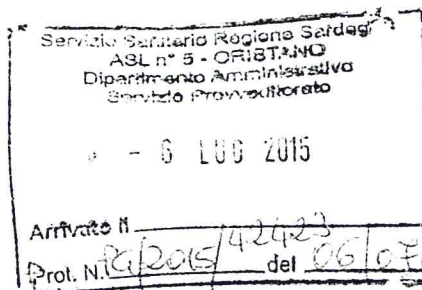 Servizio Sanitario Regione Sardeg
ASL n° 5 - ORISTANO
Dipartimento Amministrativo
Servizio Provveditorato
- 6 LUG 2015
Arrivato il
Prot. N. PG/2015/42423 del 06/07